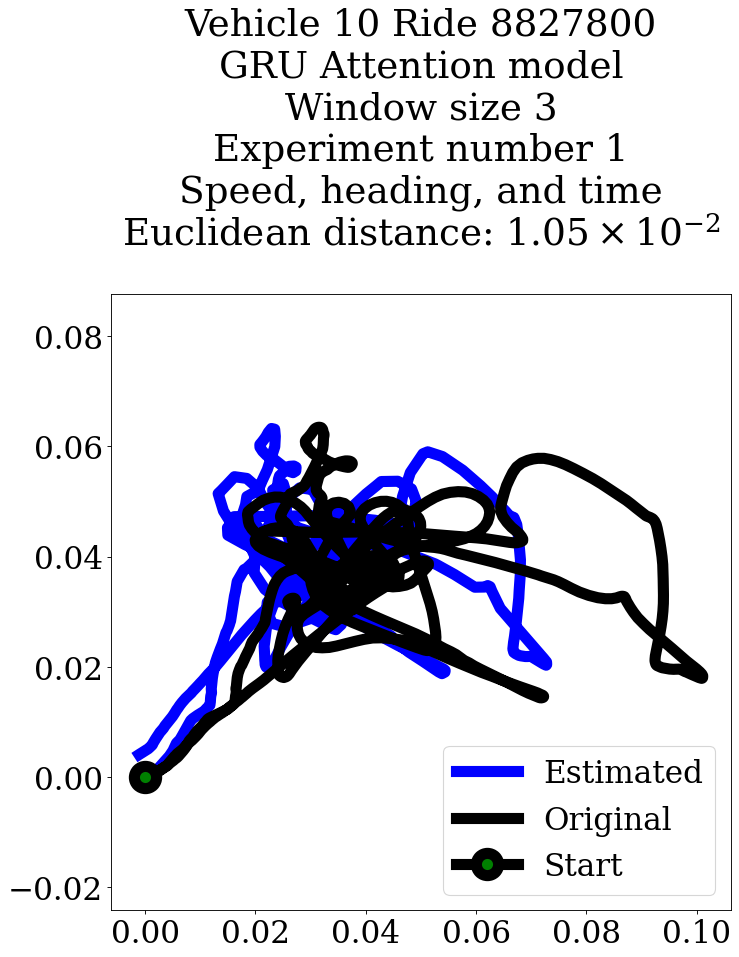 Vehicle 10 Ride 8827800
GRU Attention model
Window size 3
Experiment number 1
Speed, heading, and time
Euclidean distance: 1.05 × 10⁻²
0.08
0.06
0.04
0.02
0.00
−0.02
Estimated
Original
Start
0.00 0.02 0.04 0.06 0.08 0.10